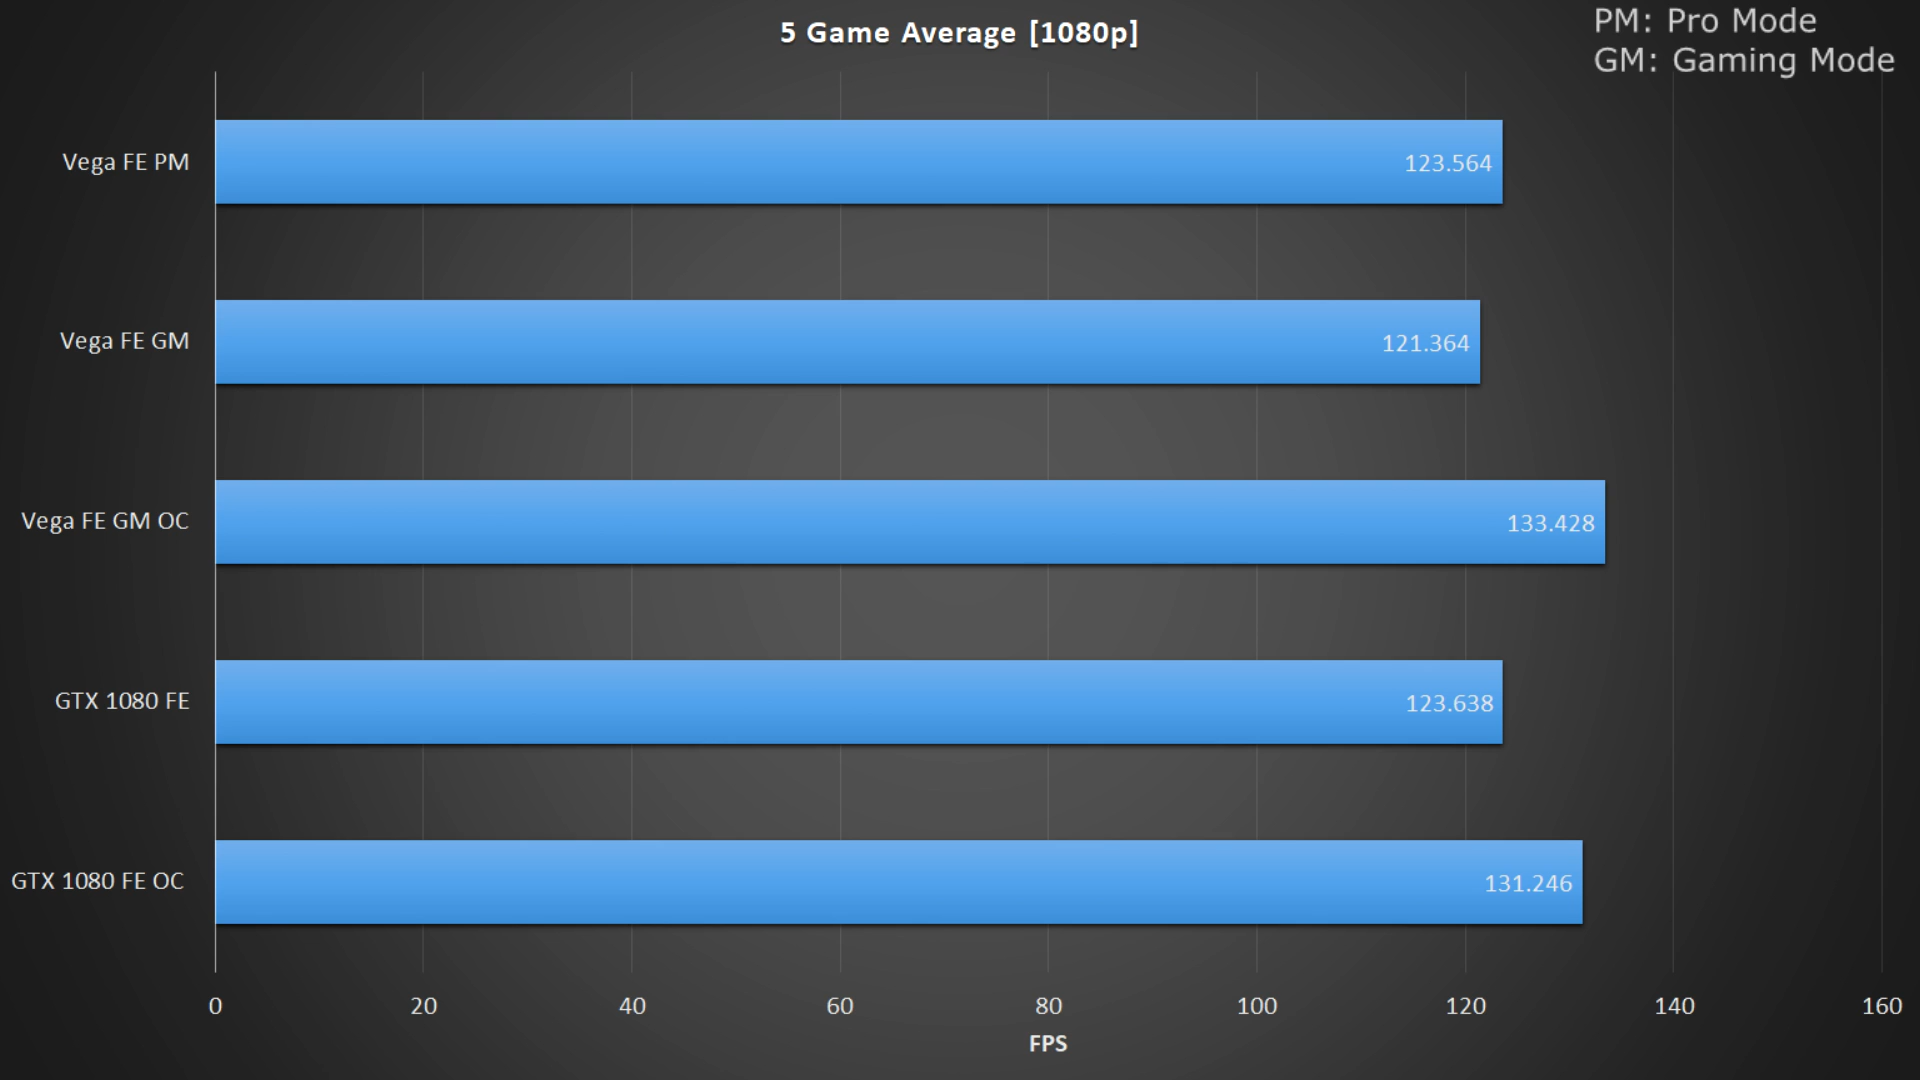 5 Game Average [1080p]
PM: Pro Mode
GM: Gaming Mode
Vega FE PM
123.564
Vega FE GM
121.364
Vega FE GM OC
133.428
GTX 1080 FE
123.638
GTX 1080 FE OC
131.246
0 20 40 60 80 100 120 140 160
FPS